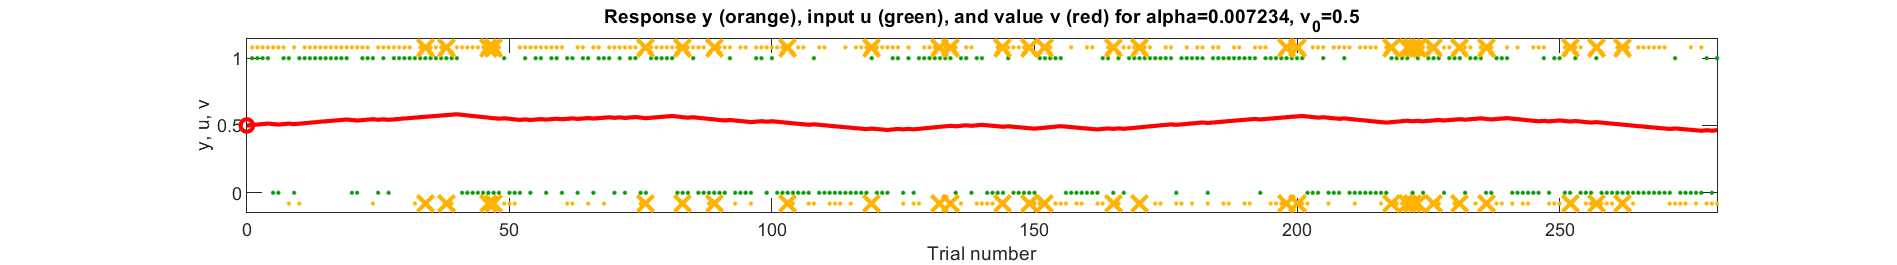 Response y (orange), input u (green), and value v (red) for alpha=0.007234, v_0=0.5
y, u, v
1
0.5
0
0 50 100 150 200 250
Trial number